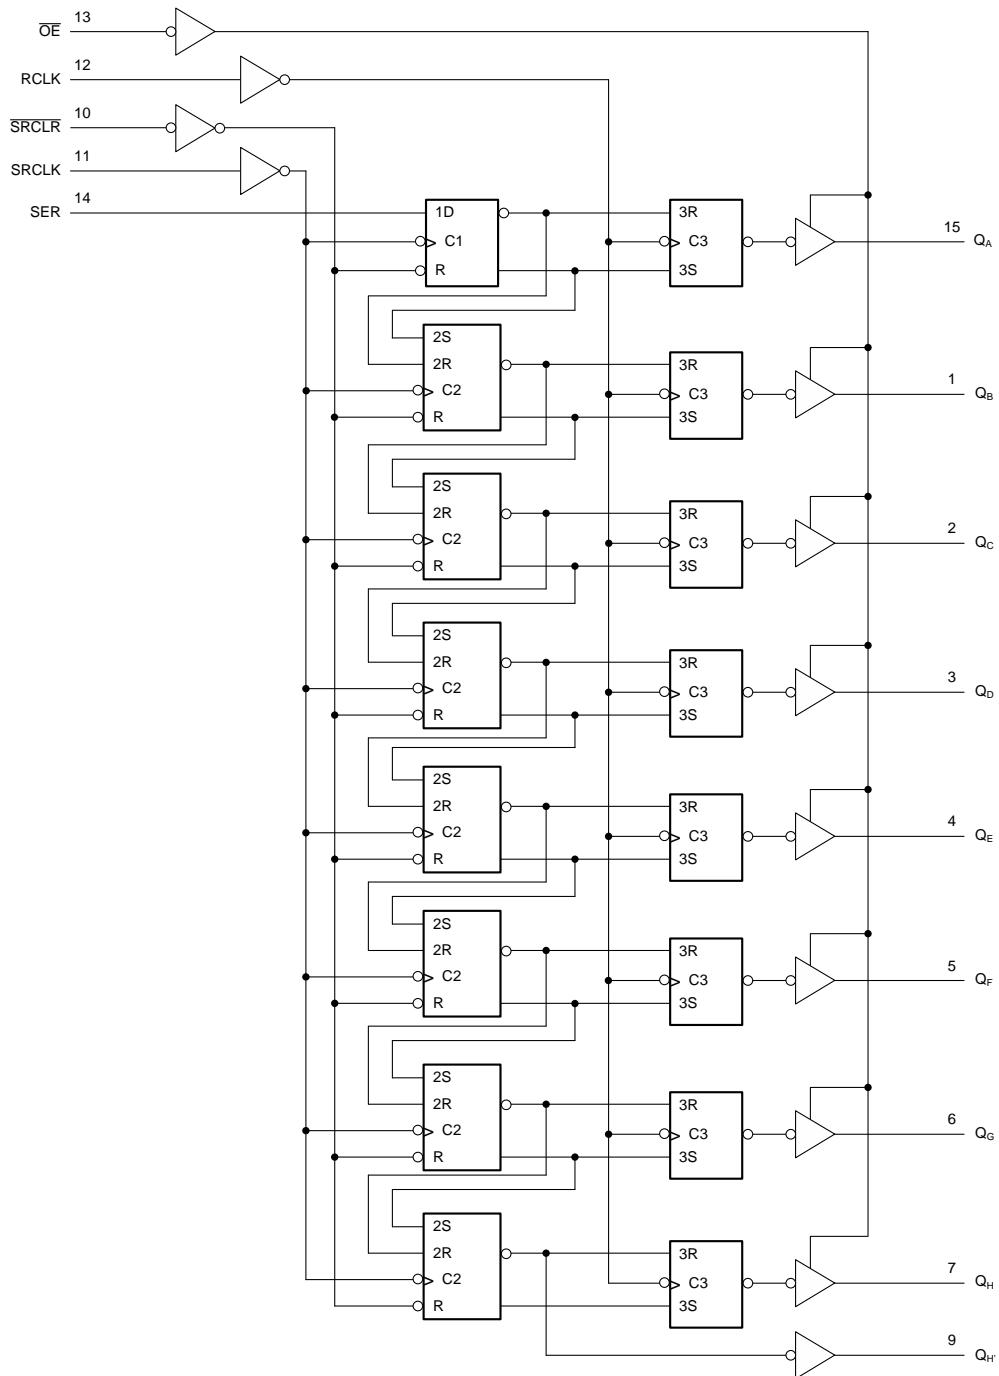 OE 13
RCLK 12
SRCLR 10
SRCLK 11
SER 14
1D
C1
R
3R
C3
3S
15 QA
2S
2R
C2
R
3R
C3
3S
1 QB
2S
2R
C2
R
3R
C3
3S
2 QC
2S
2R
C2
R
3R
C3
3S
3 QD
2S
2R
C2
R
3R
C3
3S
4 QE
2S
2R
C2
R
3R
C3
3S
5 QF
2S
2R
C2
R
3R
C3
3S
6 QG
2S
2R
C2
R
3R
C3
3S
7 QH
9 QH'